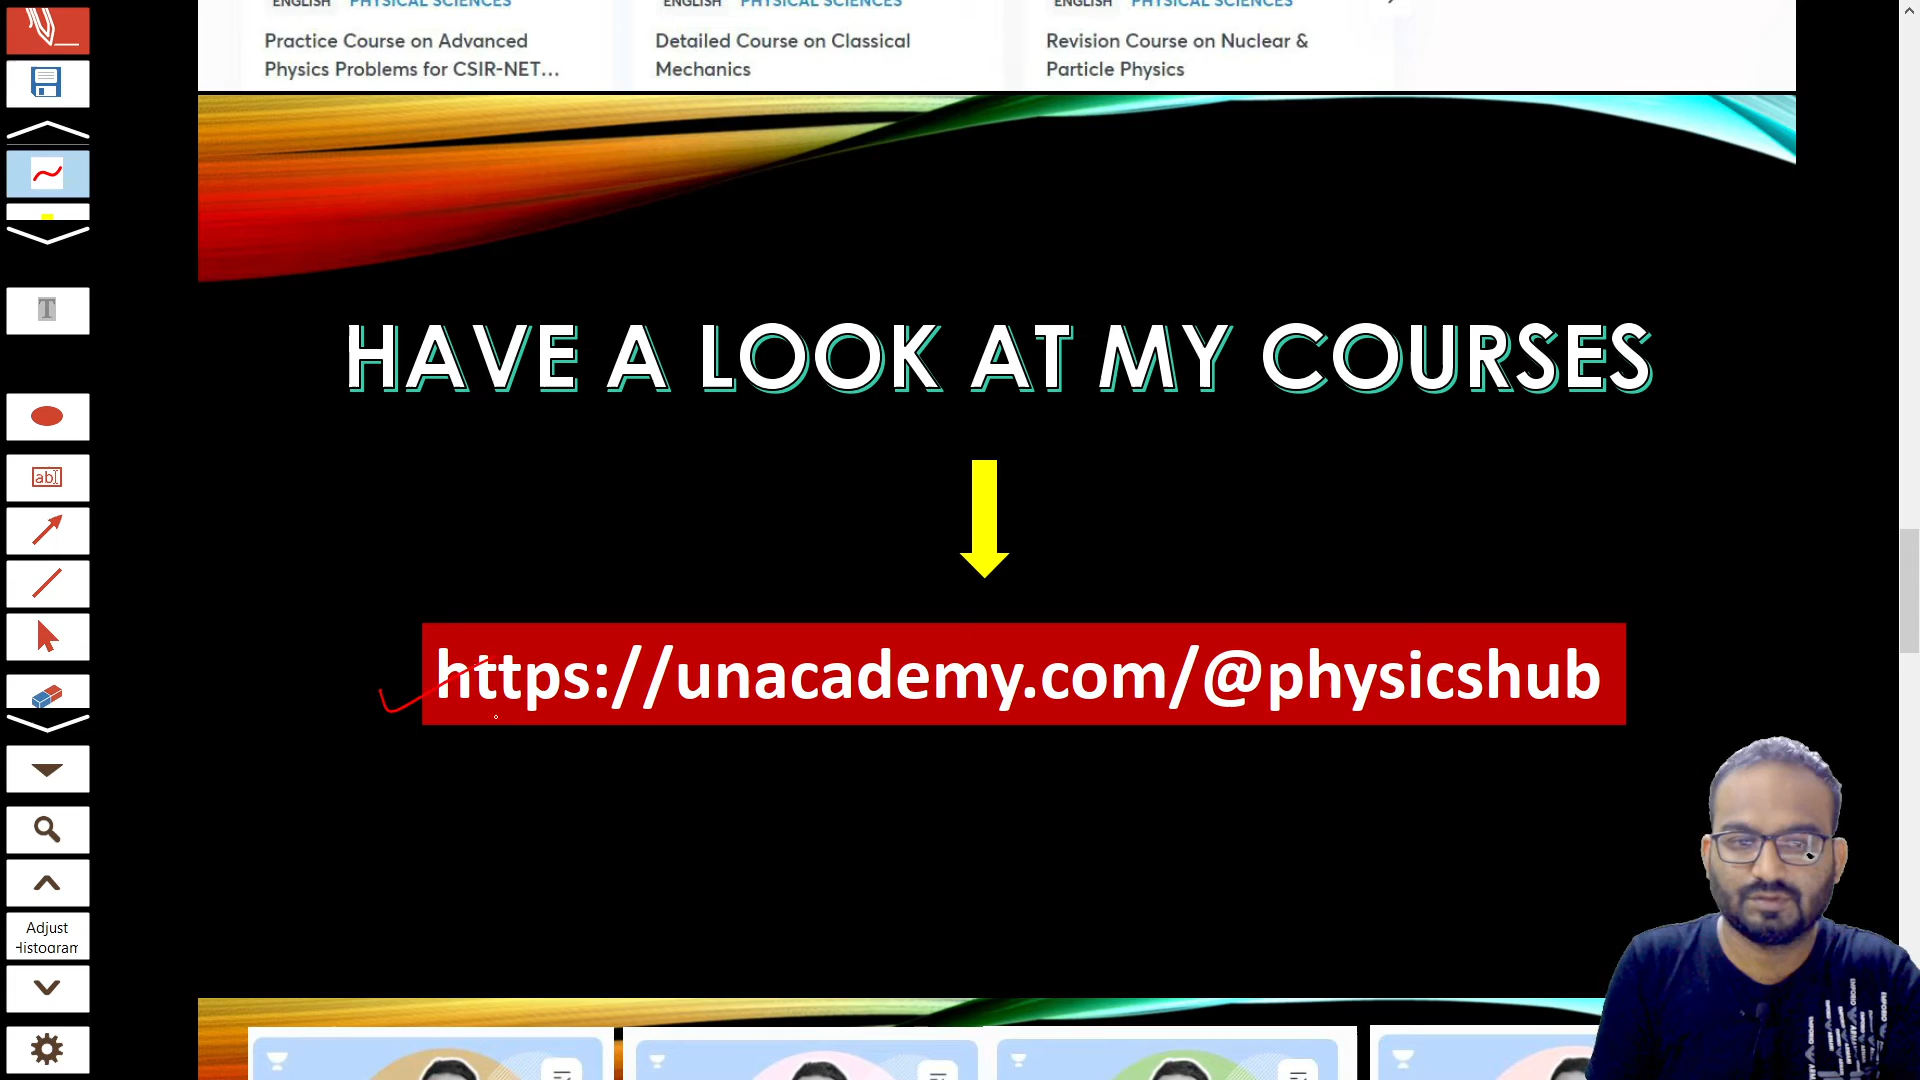 ENGLISH PHYSICAL SCIENCES
Practice Course on Advanced
Physics Problems for CSIR-NET...
ENGLISH PHYSICAL SCIENCES
Detailed Course on Classical
Mechanics
ENGLISH PHYSICAL SCIENCES
Revision Course on Nuclear &
Particle Physics
HAVE A LOOK AT MY COURSES
https://unacademy.com/@physicshub
T
ab
Adjust
Histogram